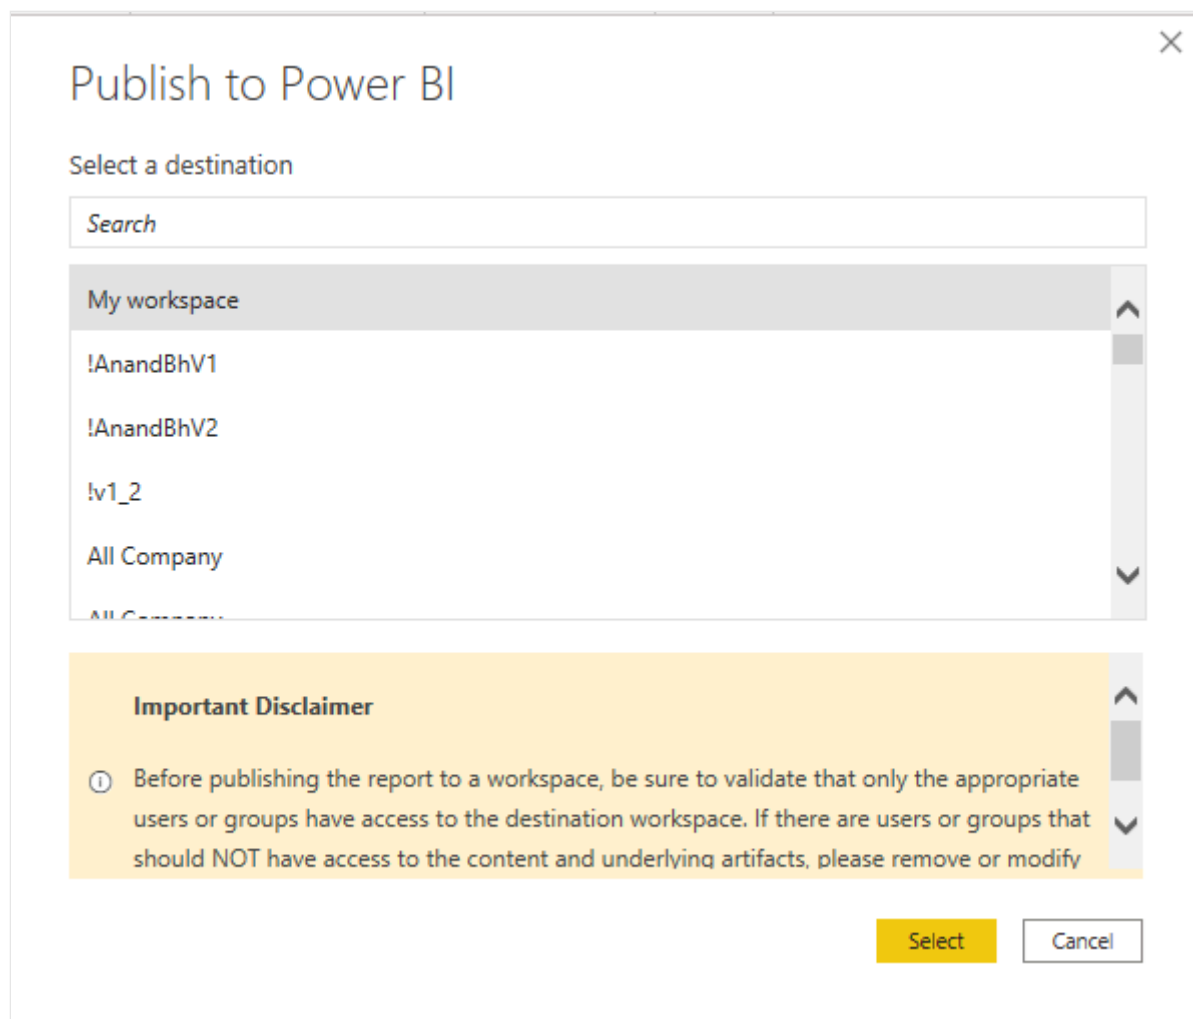 Publish to Power BI
Select a destination
Search
My workspace
!AnandBhV1
!AnandBhV2
!v1_2
All Company
All Company
Important Disclaimer
Before publishing the report to a workspace, be sure to validate that only the appropriate
users or groups have access to the destination workspace. If there are users or groups that
should NOT have access to the content and underlying artifacts, please remove or modify
Select
Cancel